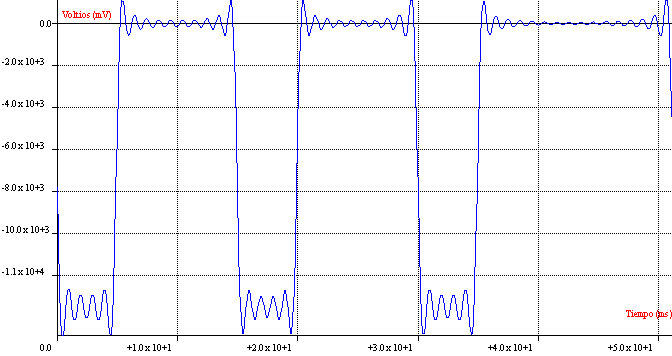 0.0 Voltios (mV)
-2.0 x 10+3
-4.0 x 10+3
-6.0 x 10+3
-8.0 x 10+3
-10.0 x 10+3
-1.1 x 10+4
Tiempo (ms)
0.0 +1.0 x 10+1 +2.0 x 10+1 +3.0 x 10+1 +4.0 x 10+1 +5.0 x 10+1